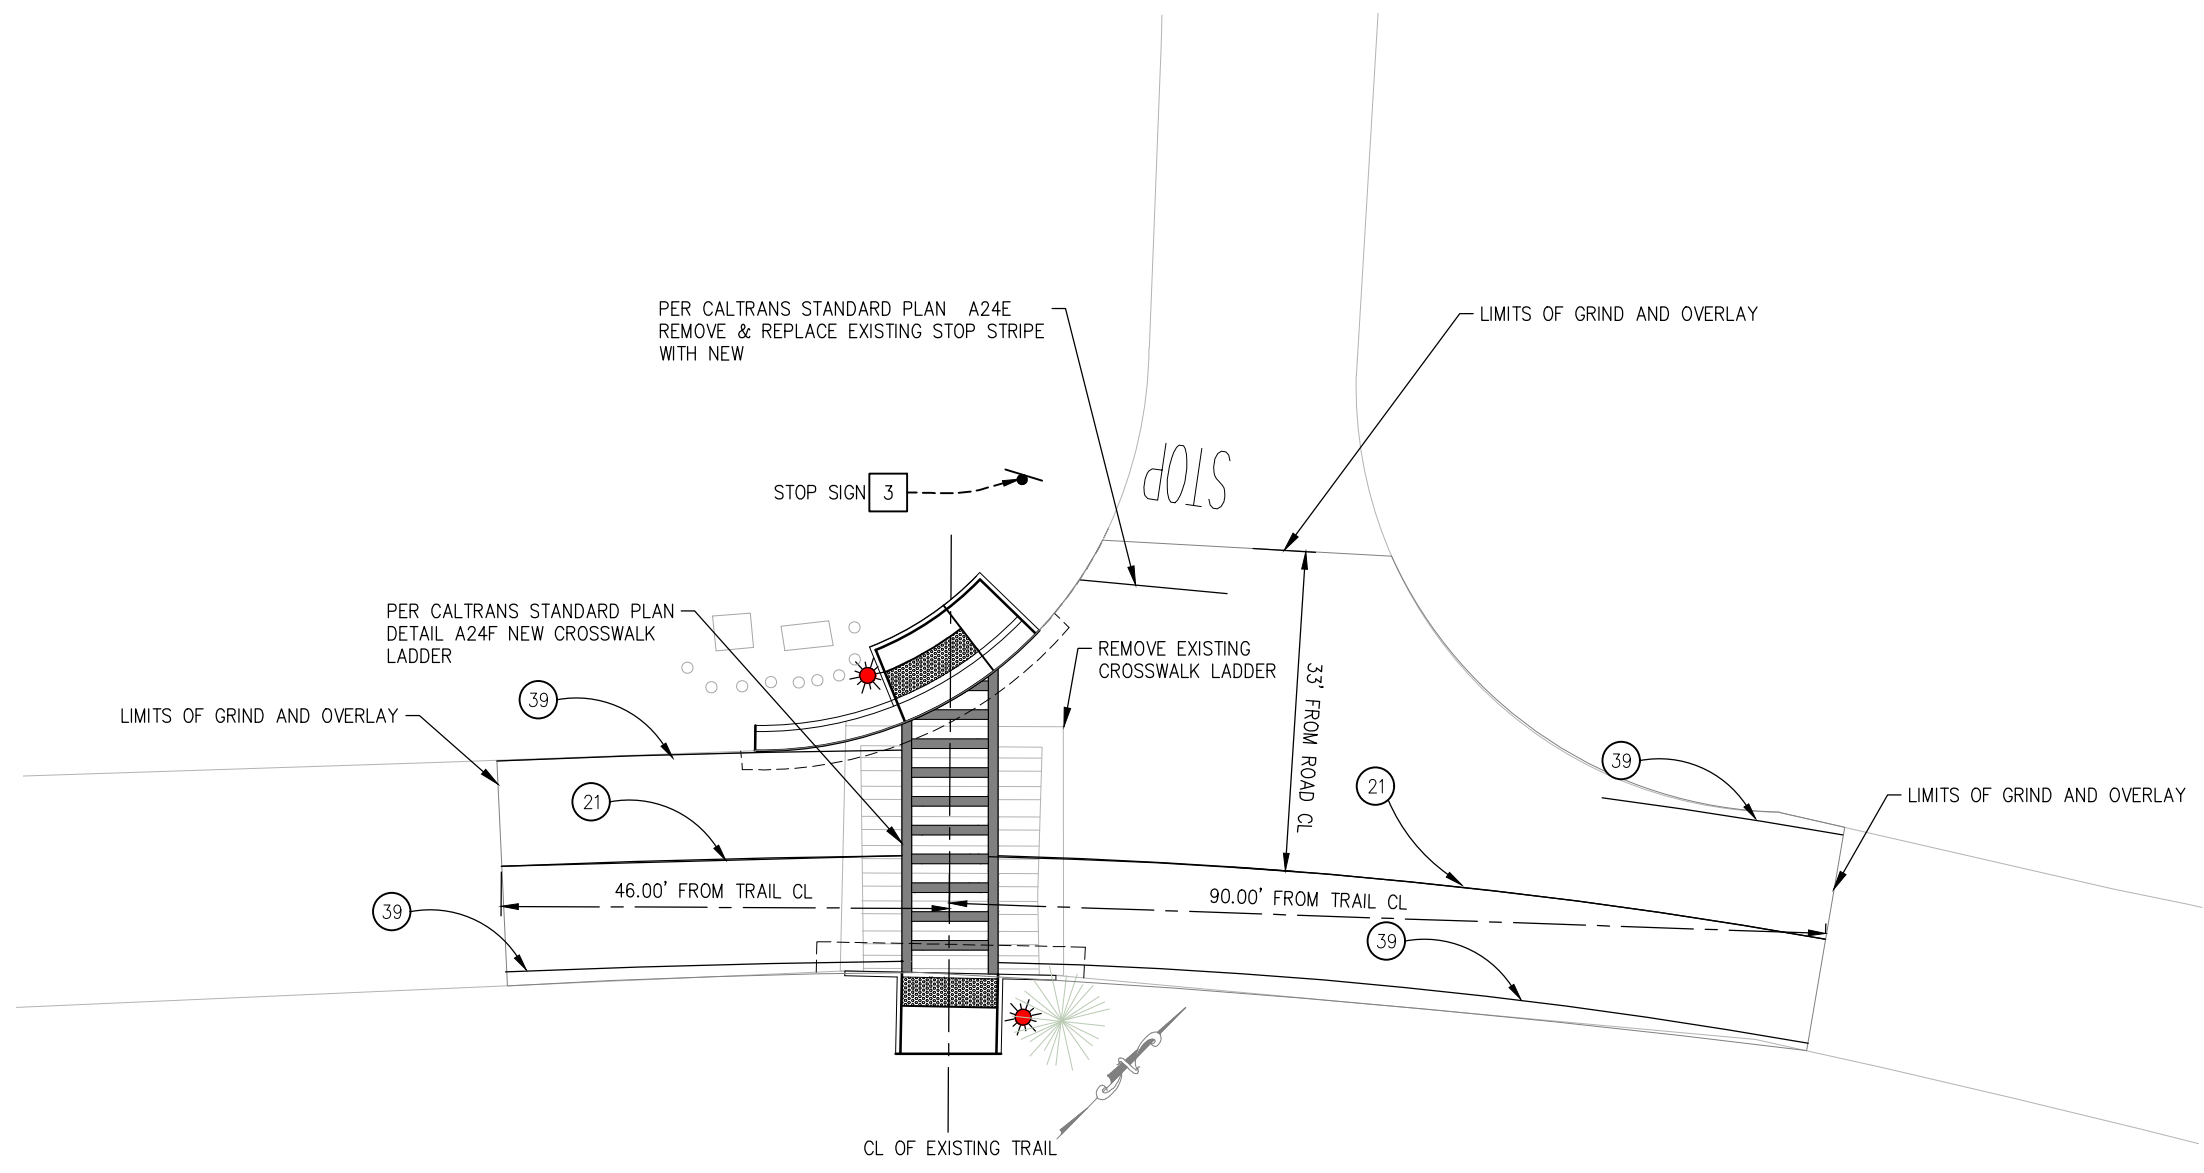 PER CALTRANS STANDARD PLAN A24E
REMOVE & REPLACE EXISTING STOP STRIPE
WITH NEW
LIMITS OF GRIND AND OVERLAY
STOP
STOP SIGN 3
PER CALTRANS STANDARD PLAN
DETAIL A24F NEW CROSSWALK
LADDER
REMOVE EXISTING
CROSSWALK LADDER
39
LIMITS OF GRIND AND OVERLAY
33' FROM ROAD CL
39
21
21
LIMITS OF GRIND AND OVERLAY
46.00' FROM TRAIL CL
90.00' FROM TRAIL CL
39
39
CL OF EXISTING TRAIL